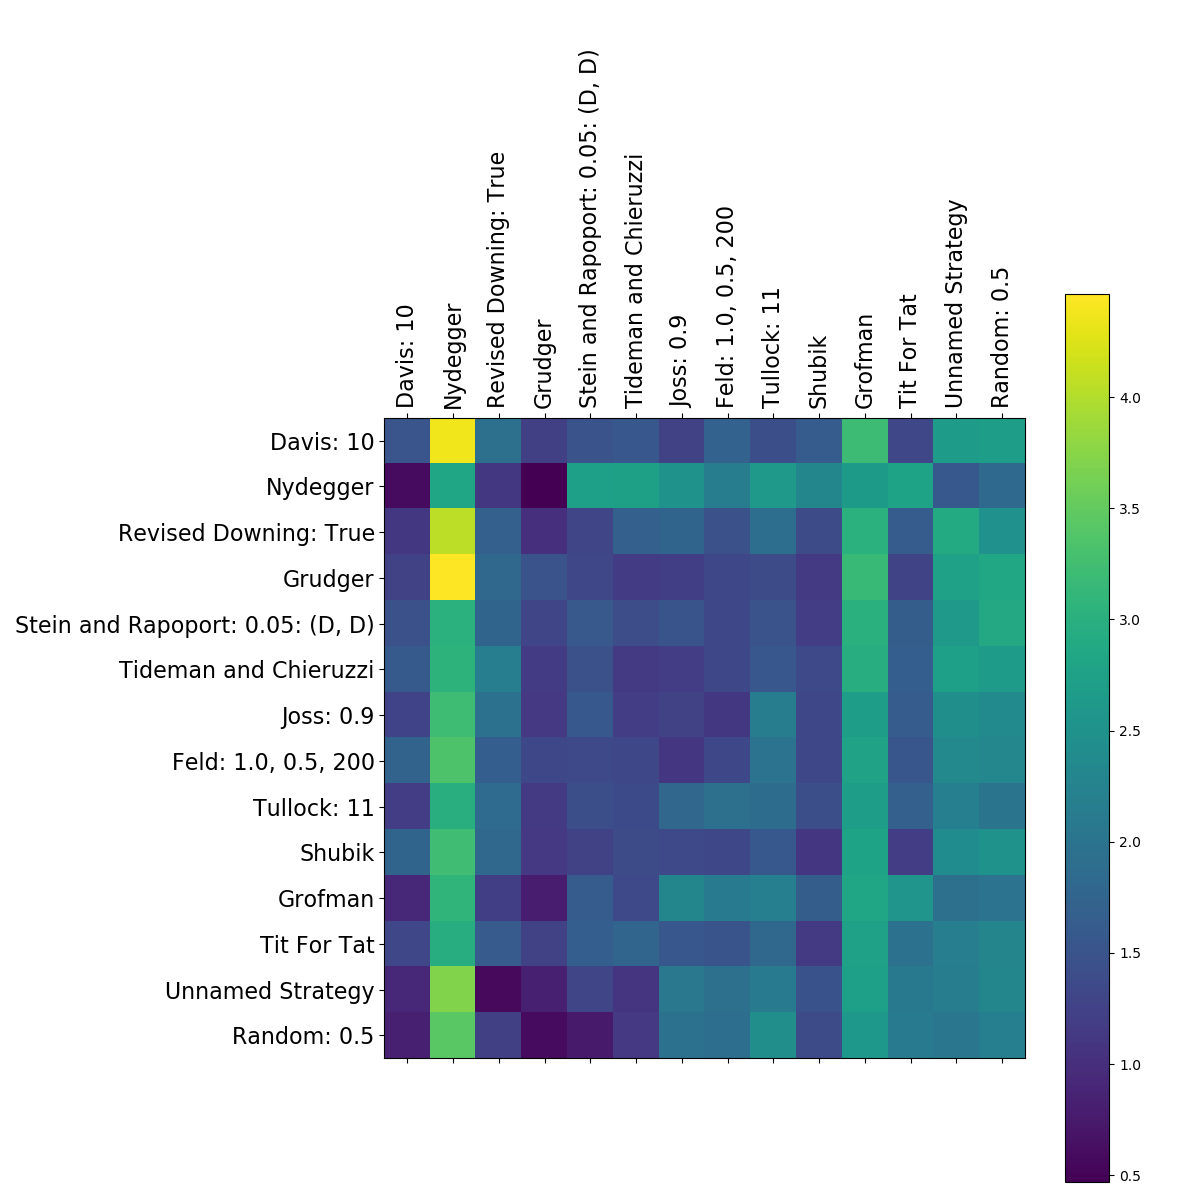 Davis: 10
Nydegger
Revised Downing: True
Grudger
Stein and Rapoport: 0.05: (D, D)
Tideman and Chieruzzi
Joss: 0.9
Feld: 1.0, 0.5, 200
Tullock: 11
Shubik
Grofman
Tit For Tat
Unnamed Strategy
Random: 0.5
Davis: 10
Nydegger
Revised Downing: True
Grudger
Stein and Rapoport: 0.05: (D, D)
Tideman and Chieruzzi
Joss: 0.9
Feld: 1.0, 0.5, 200
Tullock: 11
Shubik
Grofman
Tit For Tat
Unnamed Strategy
Random: 0.5
4.0
3.5
3.0
2.5
2.0
1.5
1.0
0.5